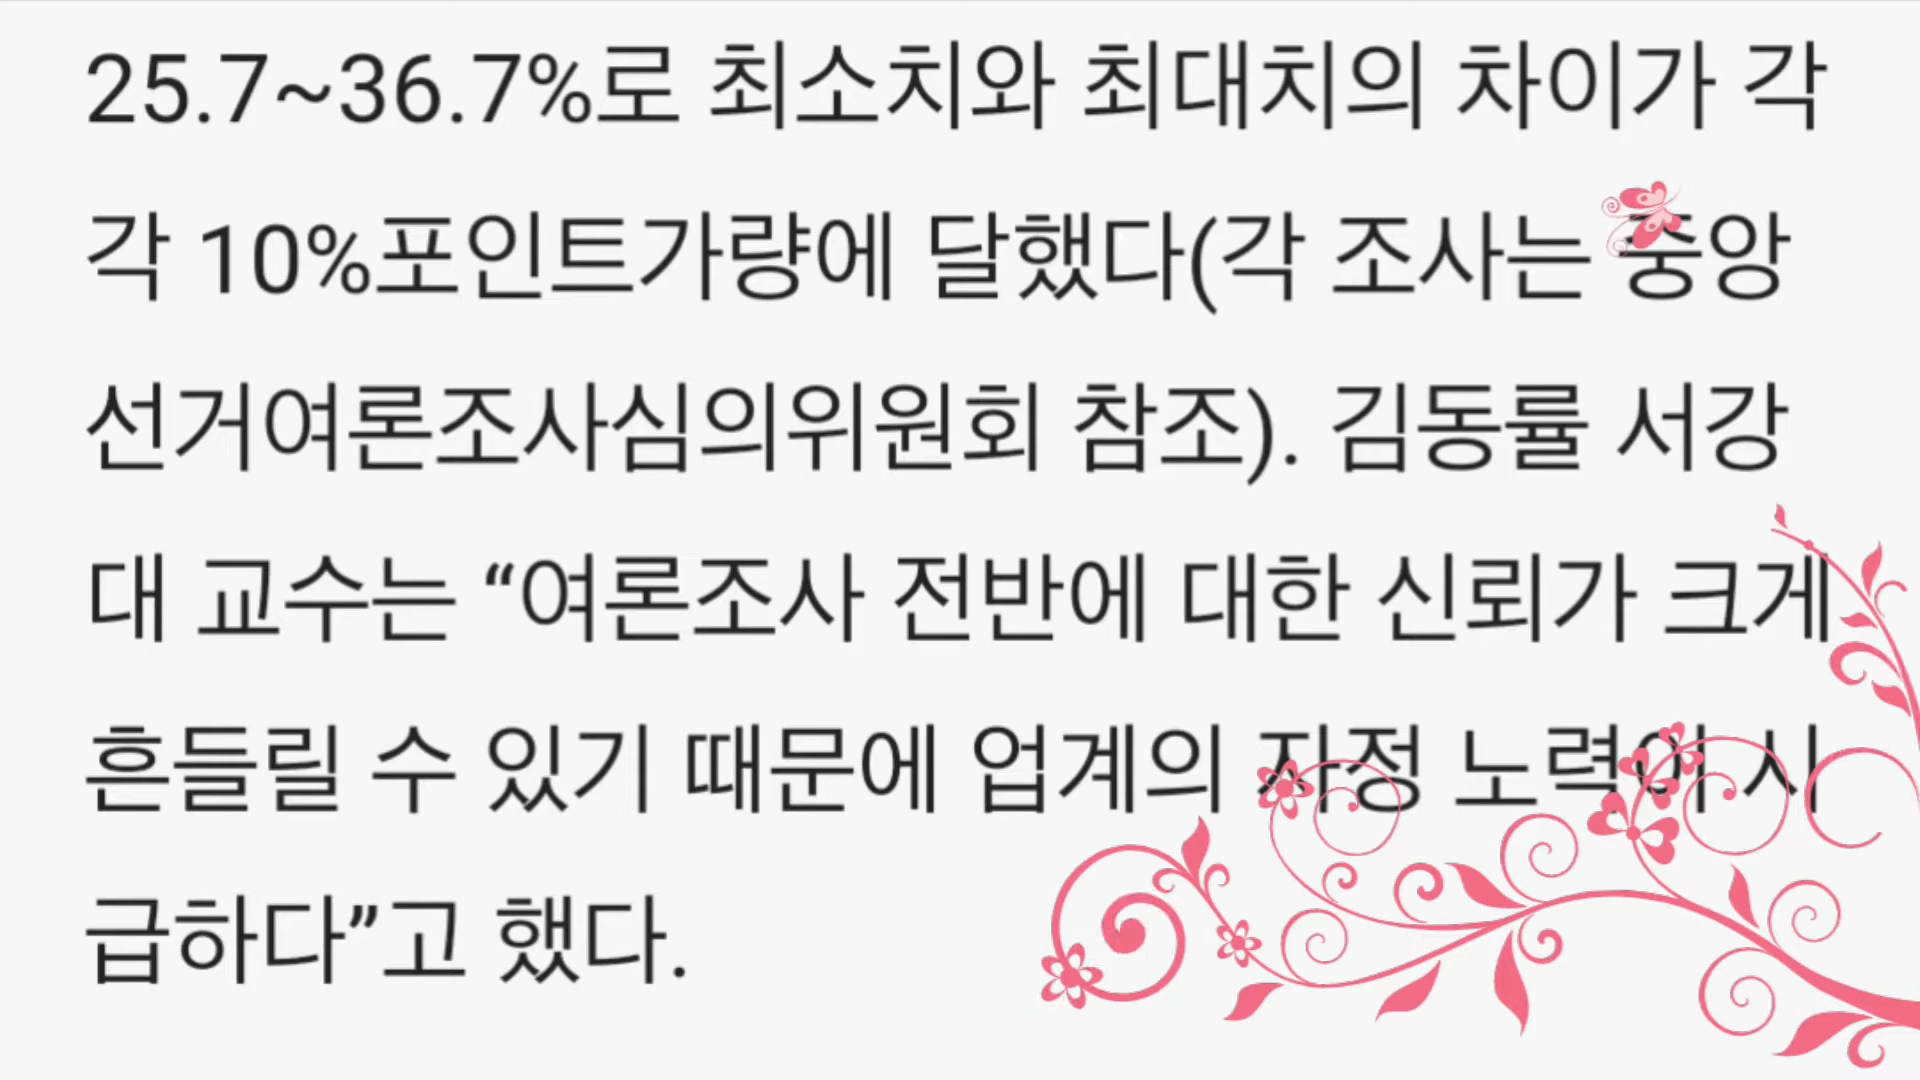 25.7~36.7%로 최소치와 최대치의 차이가 각
각 10%포인트가량에 달했다(각 조사는 중앙
선거여론조사심의위원회 참조). 김동률 서강
대 교수는 “여론조사 전반에 대한 신뢰가 크게
흔들릴 수 있기 때문에 업계의 자정 노력이 시
급하다”고 했다.